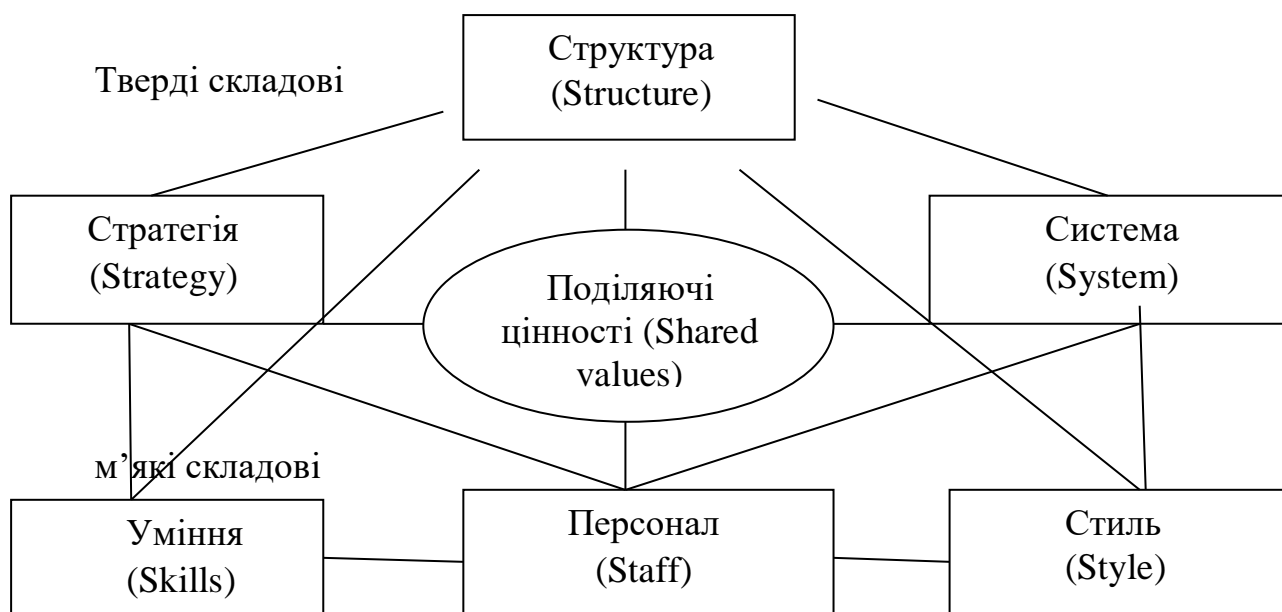 Структура
(Structure)
Тверді складові
Стратегія
(Strategy)
Система
(System)
Поділяючі
цінності (Shared
values)
м’які складові
Уміння
(Skills)
Персонал
(Staff)
Стиль
(Style)